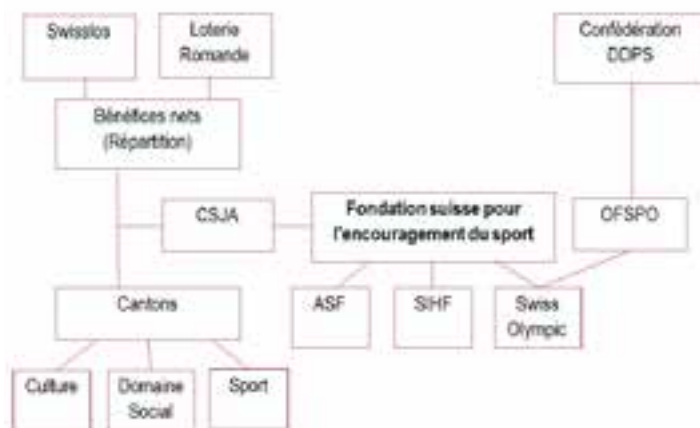 Swisslos
Loterie
Romande
Confédération
DDPS
Bénéfices nets
(Répartition)
CSJA
Fondation suisse pour
l'encouragement du sport
OFSPO
Cantons
ASF
SIHF
Swiss
Olympic
Culture
Domaine
Social
Sport